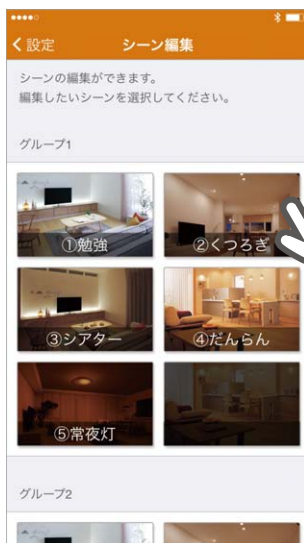 設定
シーン編集
シーンの編集ができます。
編集したいシーンを選択してください。
グループ1
①勉強
②くつろぎ
③シアター
④だんらん
⑤常夜灯
グループ2